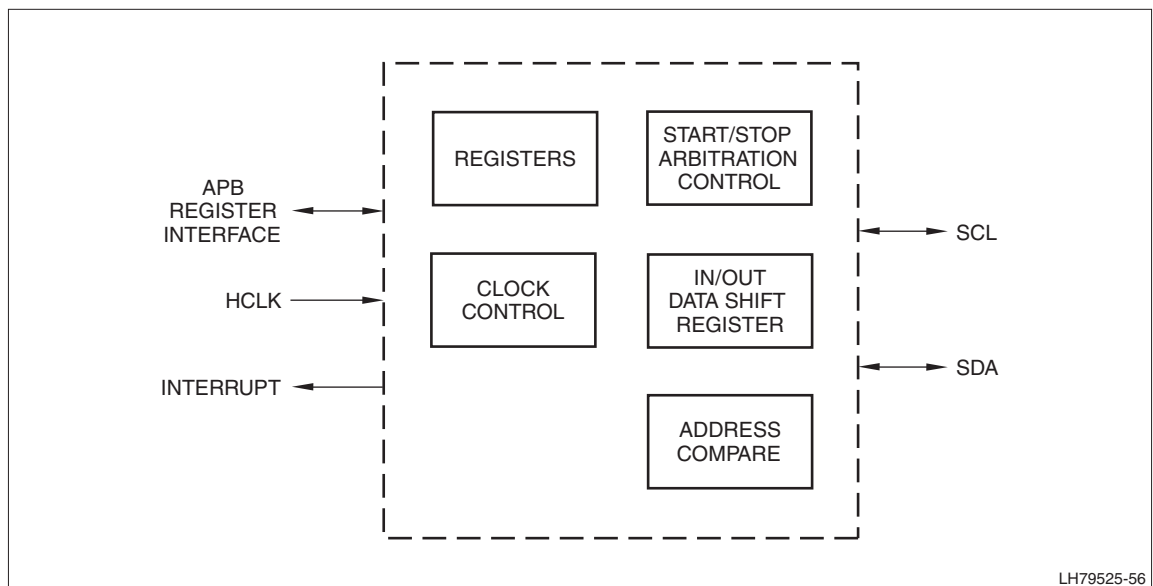 REGISTERS
START/STOP
ARBITRATION
CONTROL
APB
REGISTER
INTERFACE
SCL
CLOCK
CONTROL
IN/OUT
DATA SHIFT
REGISTER
HCLK
INTERRUPT
SDA
ADDRESS
COMPARE
LH79525-56